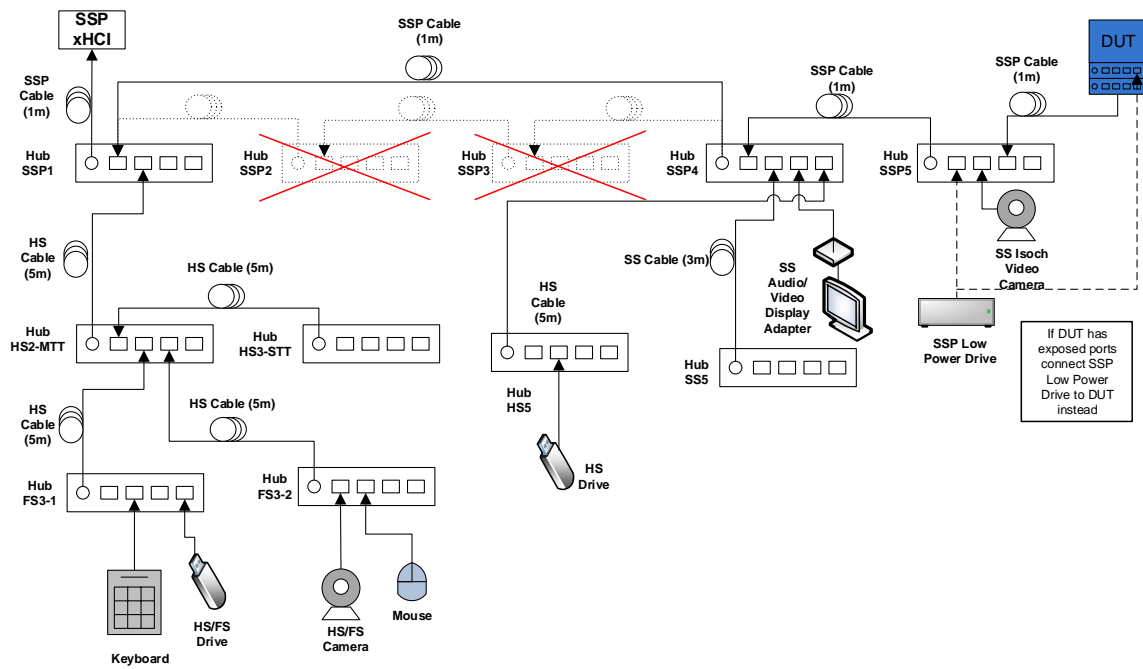 SSP
xHCI
SSP Cable
(1m)
DUT
SSP
Cable
(1m)
SSP Cable
(1m)
SSP Cable
(1m)
Hub
SSP1
Hub
SSP2
Hub
SSP3
Hub
SSP4
Hub
SSP5
HS
Cable
(5m)
HS Cable (5m)
SS Cable (3m)
SS
Audio/
Video
Display
Adapter
SS Isoch
Video
Camera
HS
Cable
(5m)
Hub
HS2-MTT
Hub
HS3-STT
Hub
HS5
Hub
SS5
SSP Low
Power Drive
If DUT has
exposed ports
connect SSP
Low Power
Drive to DUT
instead
HS
Cable
(5m)
HS Cable (5m)
HS
Drive
Hub
FS3-1
Hub
FS3-2
HS/FS
Drive
HS/FS
Camera
Mouse
Keyboard